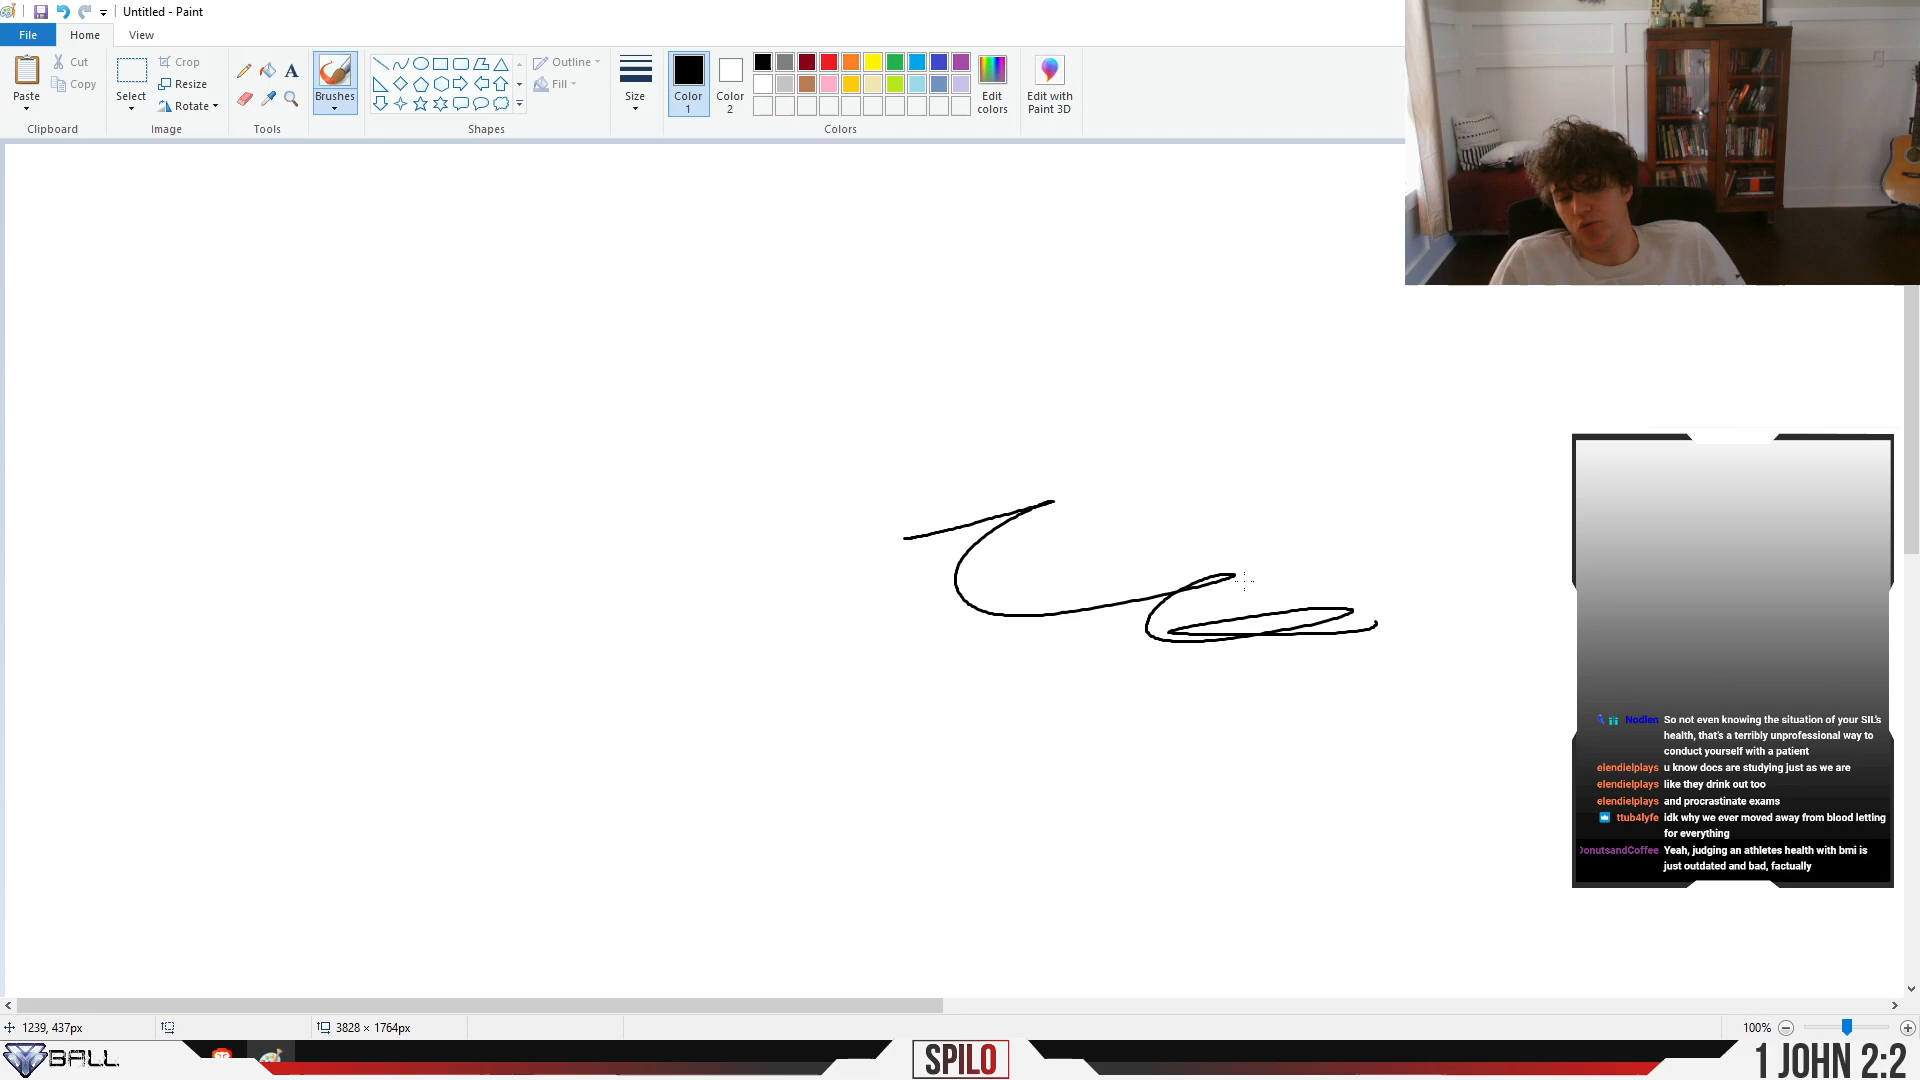 Untitled - Paint
File
Home
View
Paste
Cut
Copy
Clipboard
Select
Crop
Resize
Rotate
Image
Tools
Brushes
Shapes
Outline
Fill
Size
Color 1
Color 2
Colors
Edit colors
Edit with Paint 3D
Nodlen So not even knowing the situation of your SIL's
health, that's a terribly unprofessional way to
conduct yourself with a patient
elendielplays u know docs are studying just as we are
elendielplays like they drink out too
elendielplays and procrastinate exams
ttub4lyfe idk why we ever moved away from blood letting
for everything
DonutsandCoffee Yeah, judging an athletes health with bmi is
just outdated and bad, factually
1239, 437px
3828 × 1764px
100%
BALL
SPILO
1 JOHN 2:2